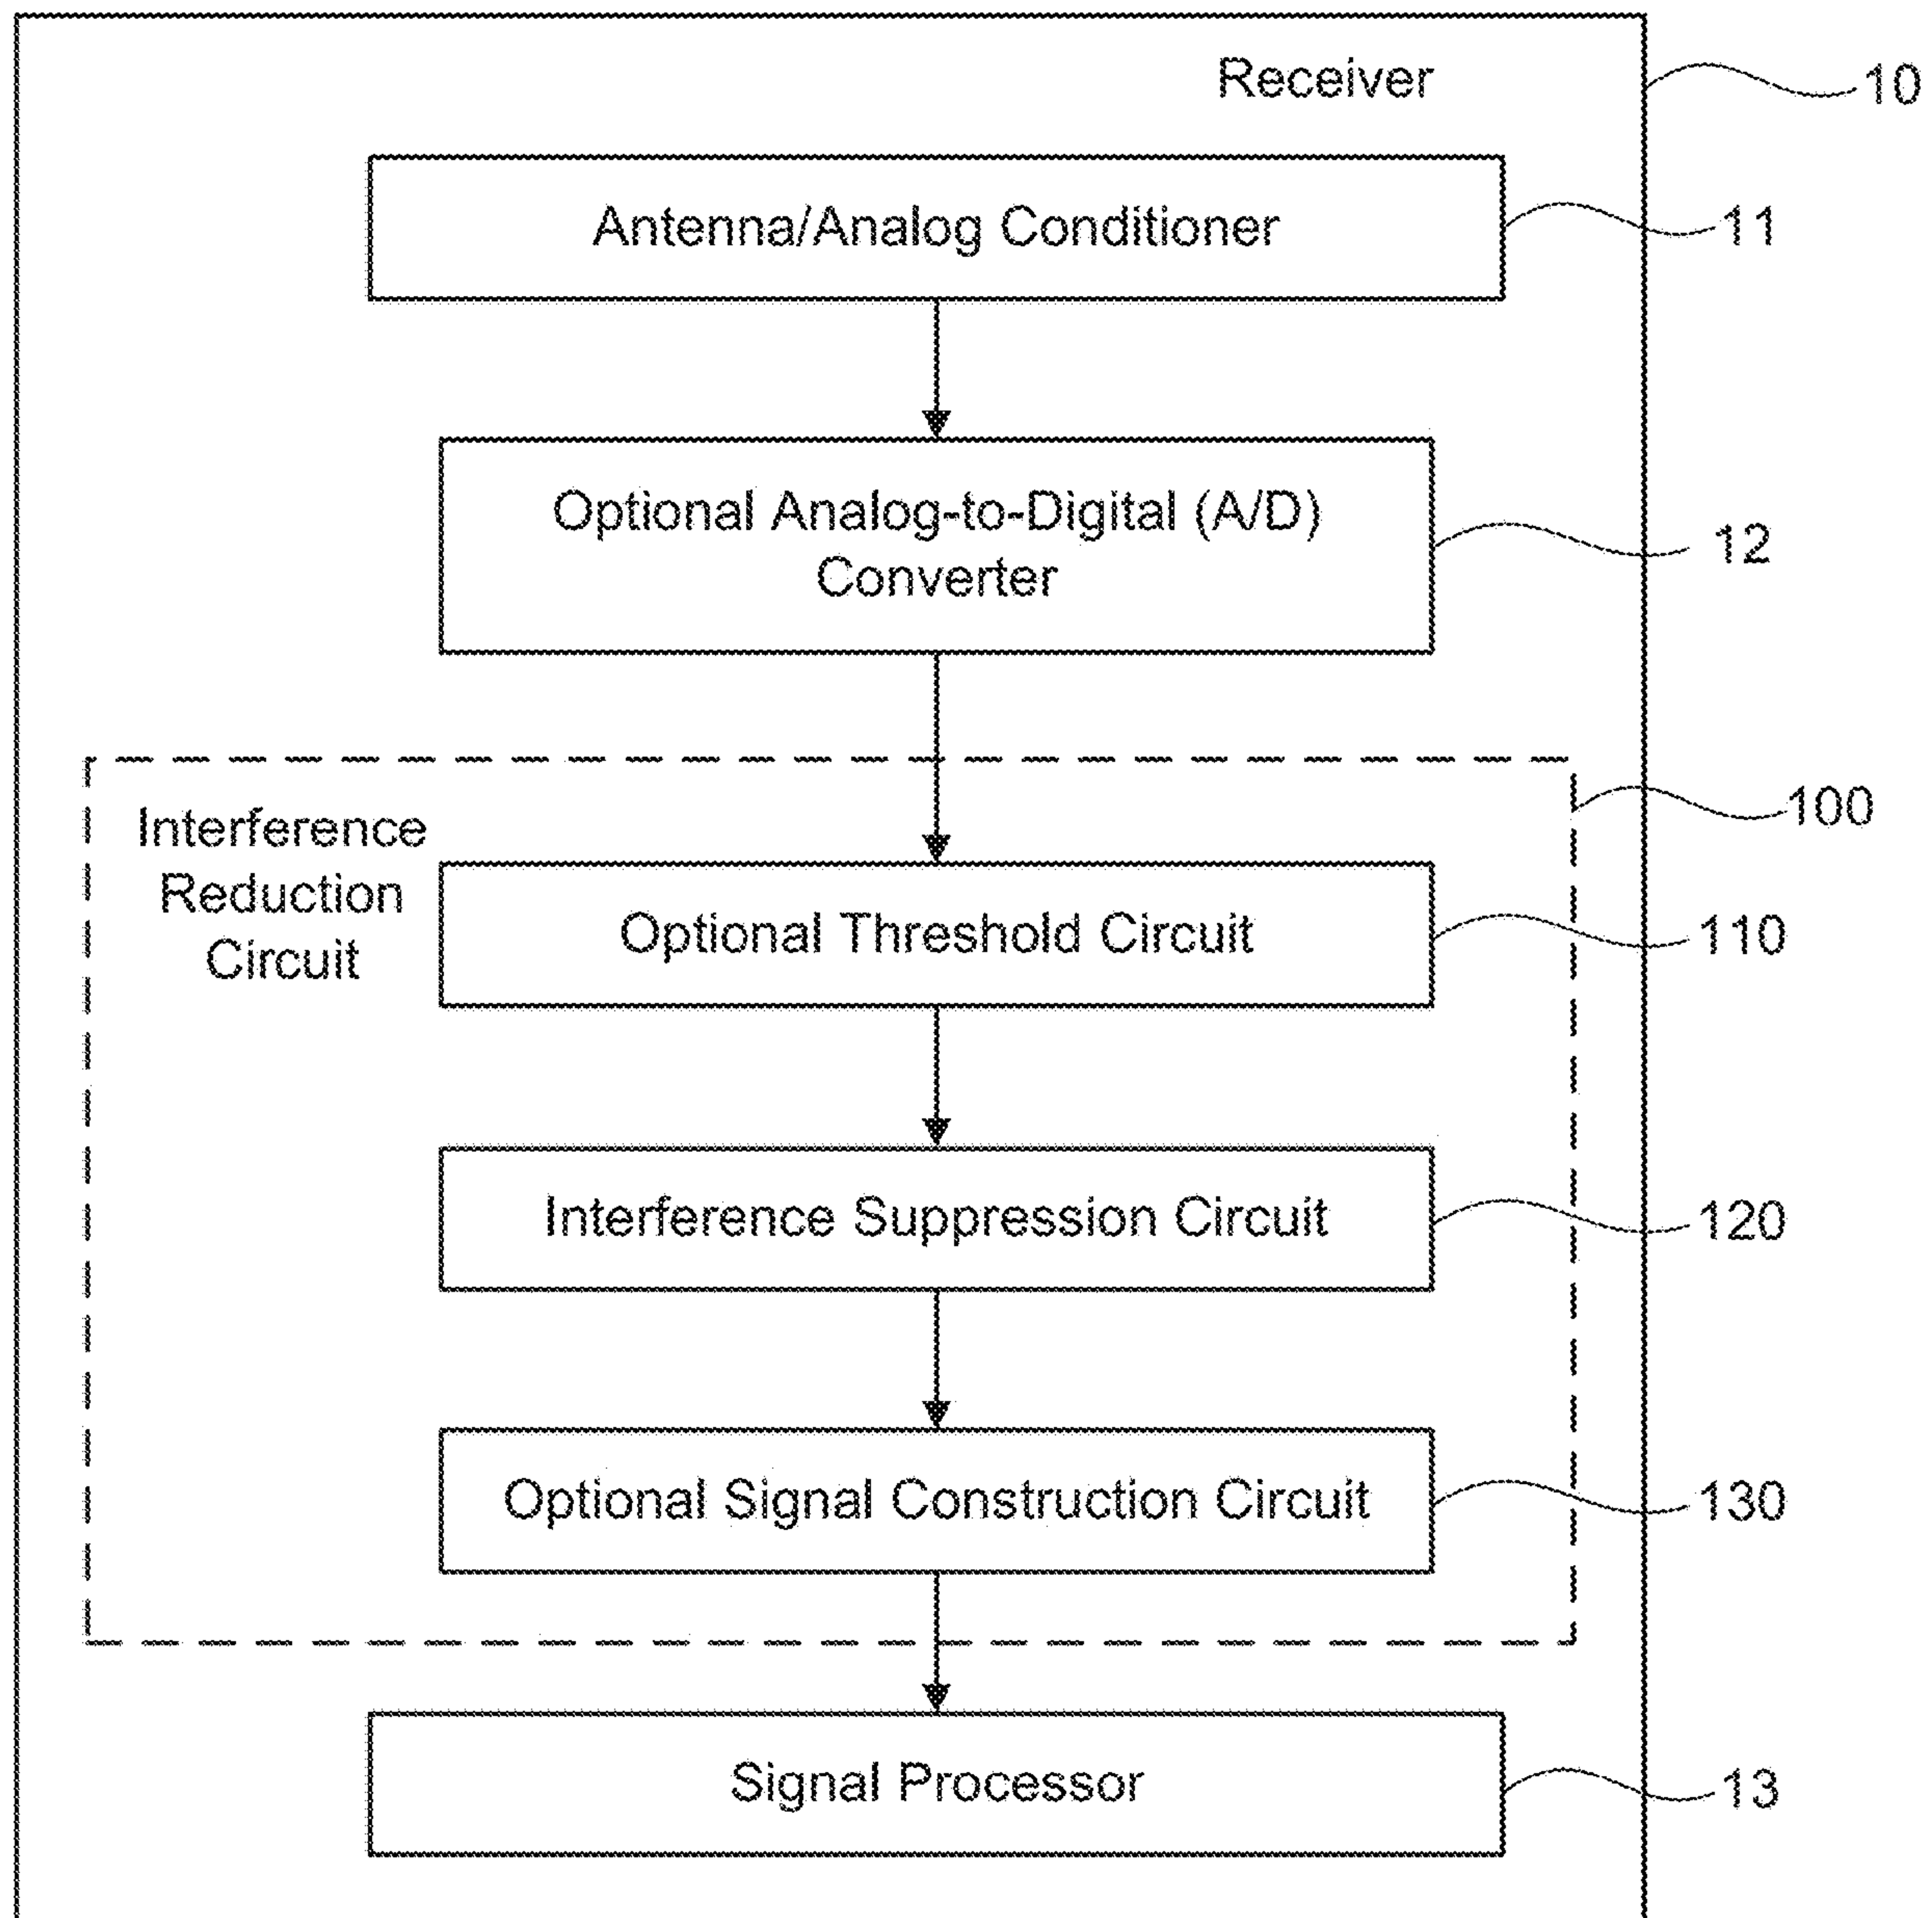 Receiver
10
Antenna/Analog Conditioner
11
Optional Analog-to-Digital (A/D)
Converter
12
Interference
Reduction
Circuit
100
Optional Threshold Circuit
110
Interference Suppression Circuit
120
Optional Signal Construction Circuit
130
Signal Processor
13